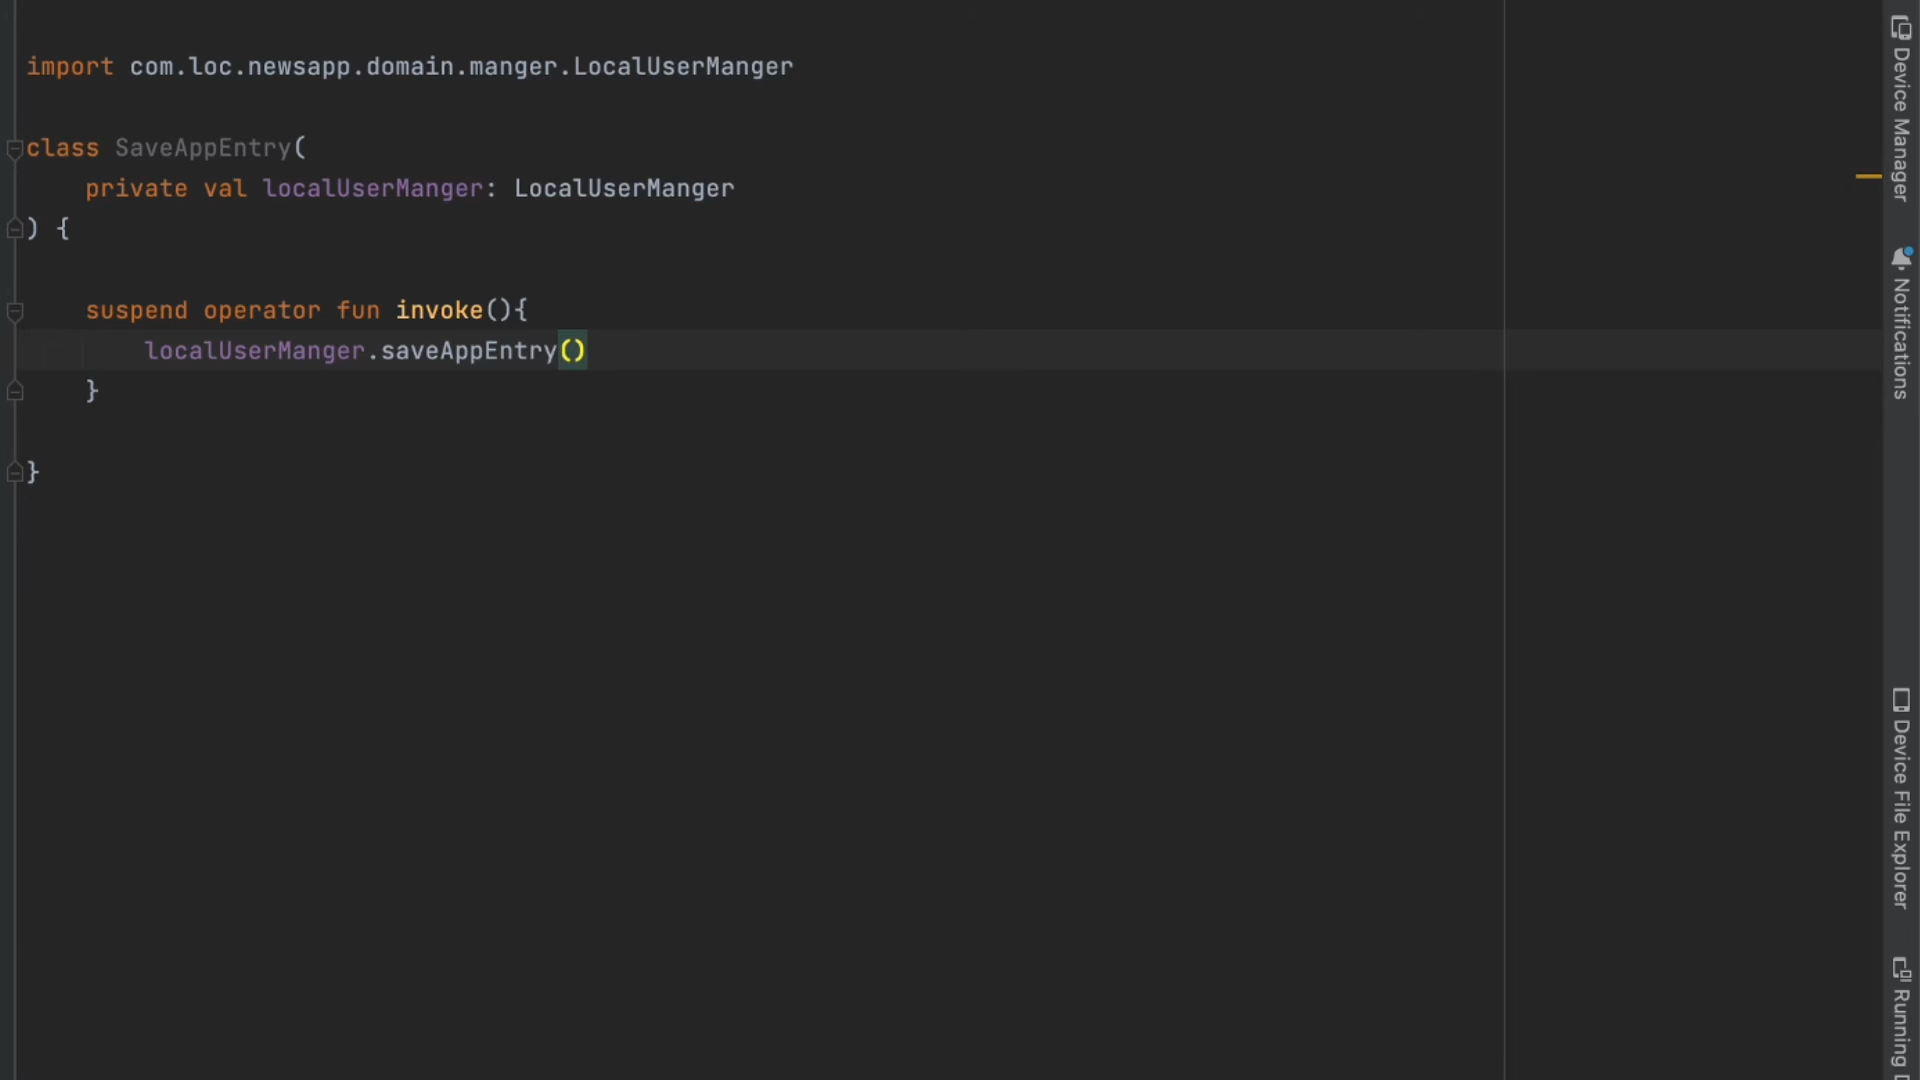 import com.loc.newsapp.domain.manger.LocalUserManger
class SaveAppEntry(
    private val localUserManger: LocalUserManger
) {
    suspend operator fun invoke(){
        localUserManger.saveAppEntry()
    }
}
Device Manager
Notifications
Device File Explorer
Running